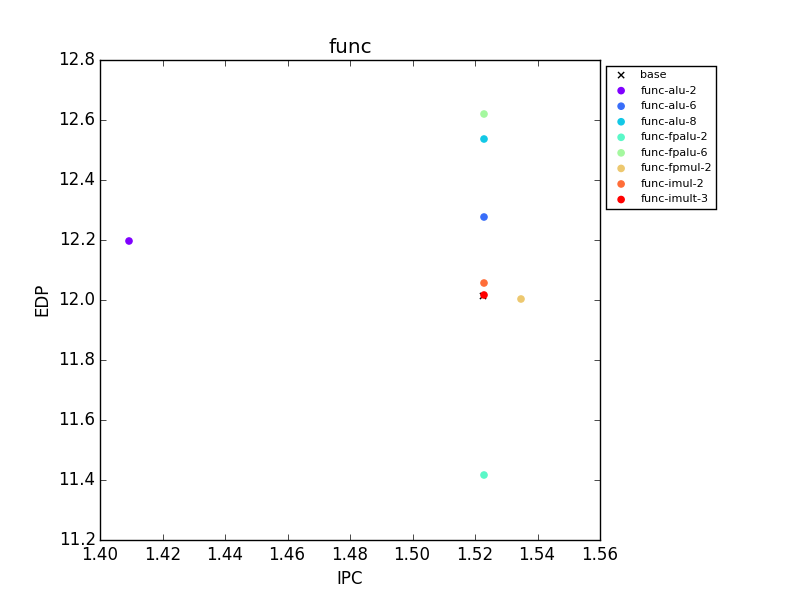 func
12.8
12.6
12.4
12.2
12.0
11.8
11.6
11.4
11.2
EDP
1.40 1.42 1.44 1.46 1.48 1.50 1.52 1.54 1.56
IPC
base
func-alu-2
func-alu-6
func-alu-8
func-fpalu-2
func-fpalu-6
func-fpmul-2
func-imul-2
func-imult-3